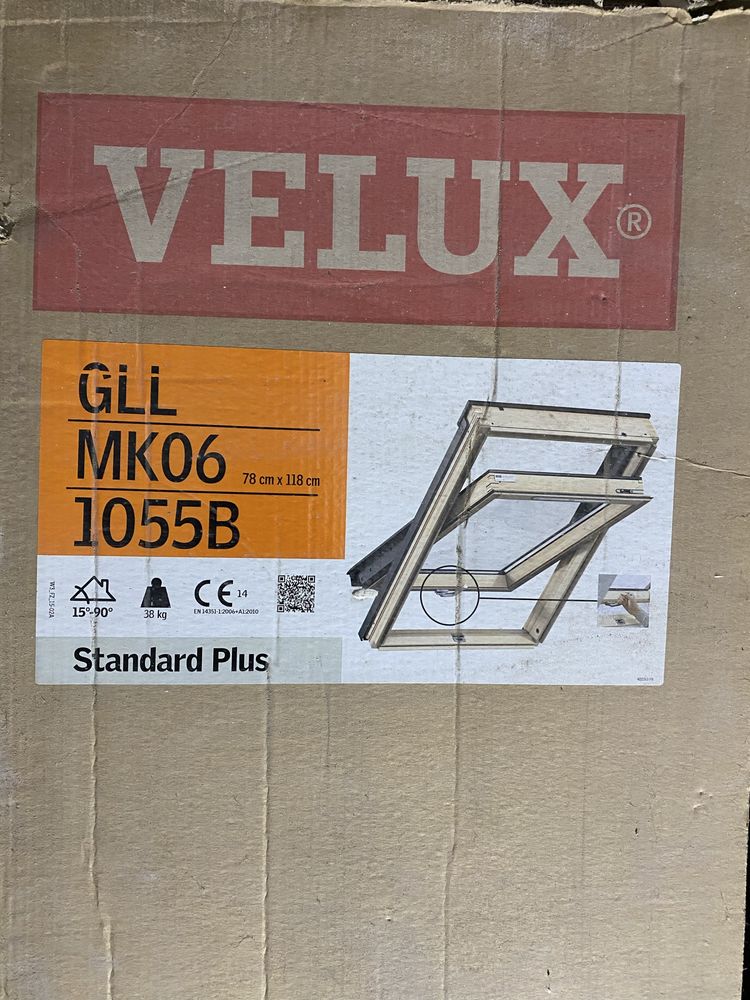 VELUX®
GLL
MK06 78 cm x 118 cm
1055B
15°-90°
38 kg
CE 14
EN 14351-1:2006+A1:2010
Standard Plus